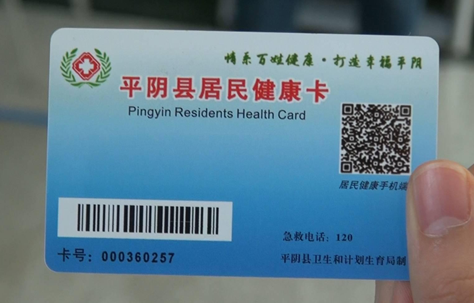 情系百姓健康·打造幸福平阴
平阴县居民健康卡
Pingyin Residents Health Card
居民健康手机端
急救电话：120
卡号：000360257
平阴县卫生和计划生育局制